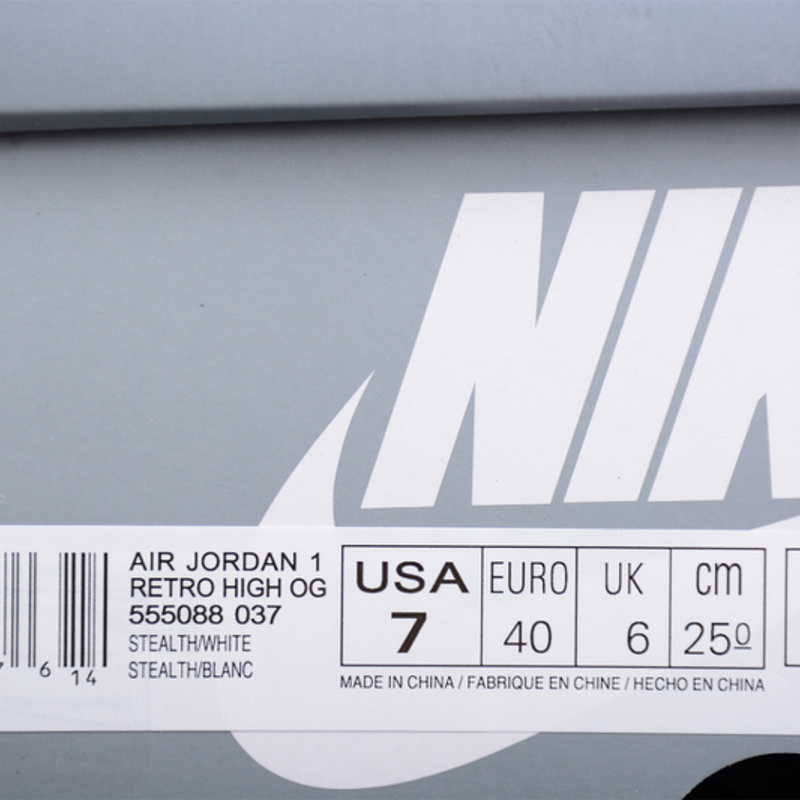 NIK
AIR JORDAN 1
RETRO HIGH OG
555088 037
STEALTH/WHITE
STEALTH/BLANC
6 14
USA EURO UK cm
7 40 6 25º
MADE IN CHINA / FABRIQUE EN CHINE / HECHO EN CHINA